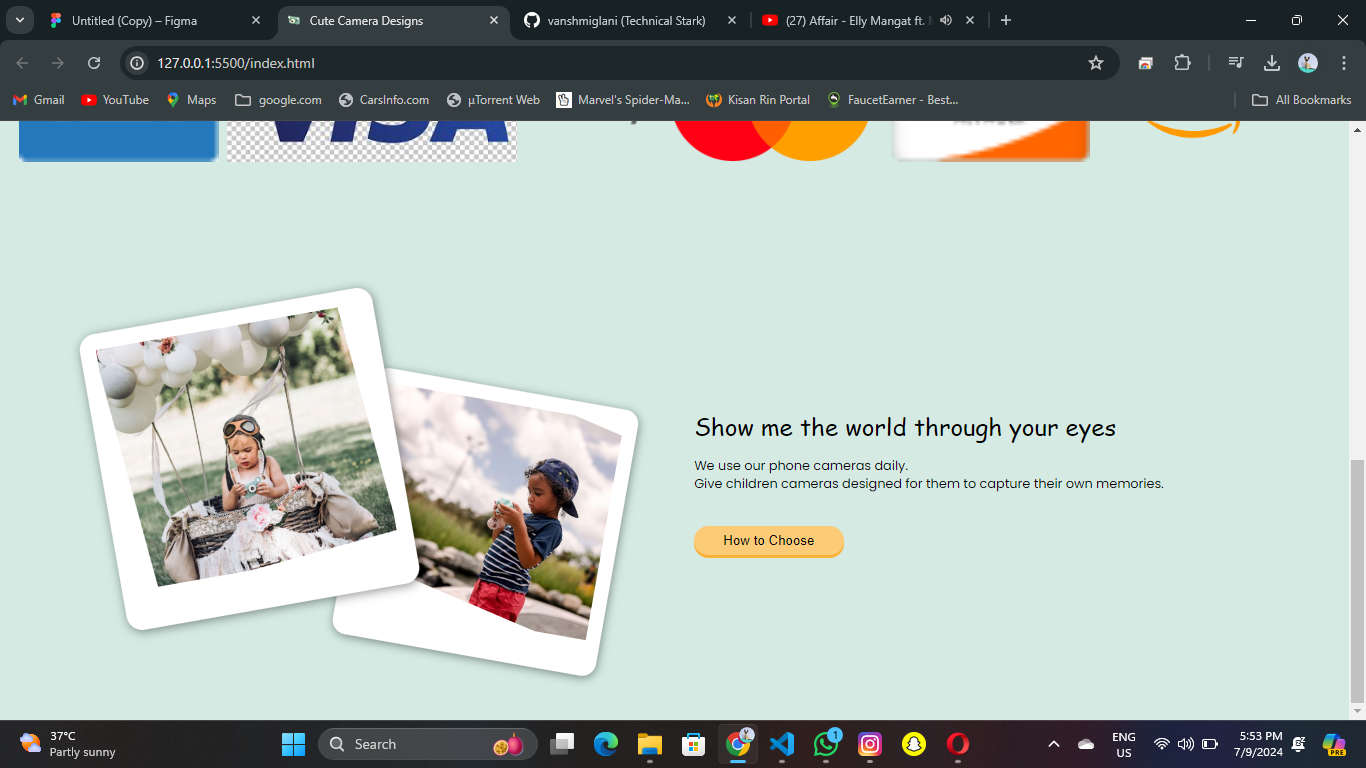 Untitled (Copy) – Figma
Cute Camera Designs
vanshmiglani (Technical Stark)
(27) Affair - Elly Mangat ft.
127.0.0.1:5500/index.html
Gmail
YouTube
Maps
google.com
CarsInfo.com
µTorrent Web
Marvel's Spider-Ma...
Kisan Rin Portal
FaucetEarner - Best...
All Bookmarks
VISA
Show me the world through your eyes
We use our phone cameras daily.
Give children cameras designed for them to capture their own memories.
How to Choose
37°C
Partly sunny
Search
1
ENG
US
5:53 PM
7/9/2024
PRE